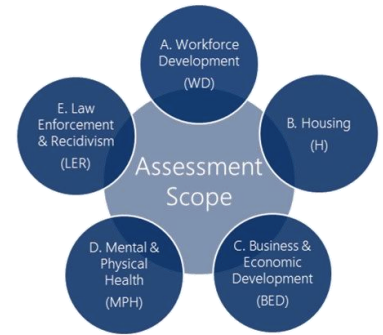 A. Workforce
Development
(WD)
B. Housing
(H)
C. Business &
Economic
Development
(BED)
D. Mental &
Physical
Health
(MPH)
E. Law
Enforcement
& Recidivism
(LER)
Assessment
Scope